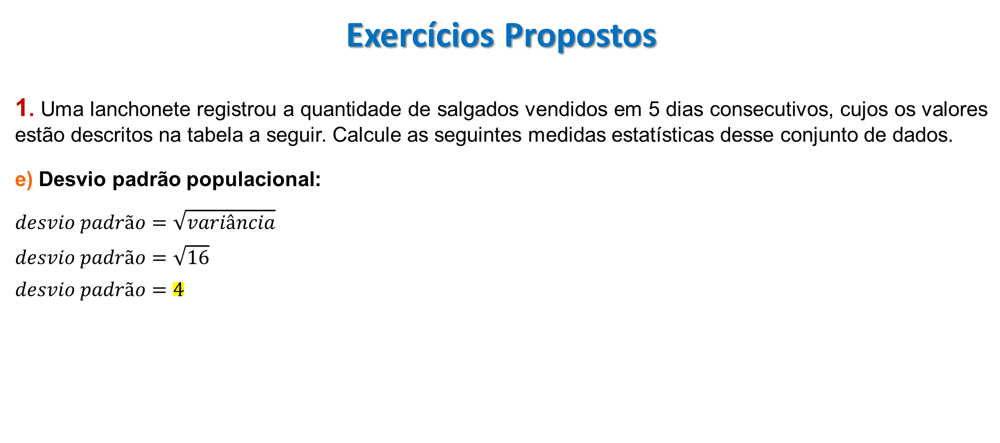 Exercícios Propostos
1. Uma lanchonete registrou a quantidade de salgados vendidos em 5 dias consecutivos, cujos os valores
estão descritos na tabela a seguir. Calcule as seguintes medidas estatísticas desse conjunto de dados.
e) Desvio padrão populacional:
desvio padrão = √variância
desvio padrão = √16
desvio padrão = 4